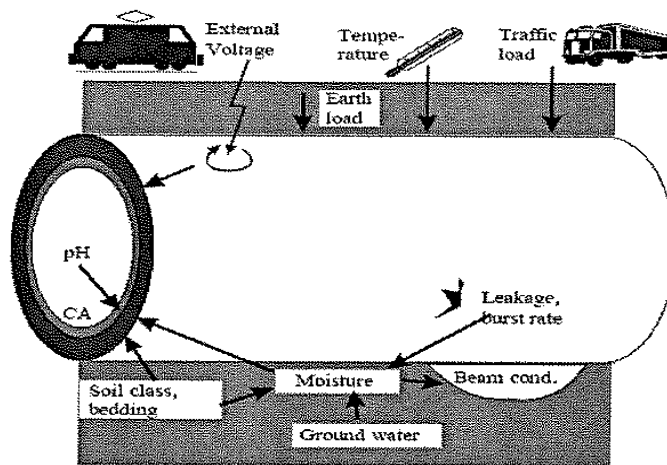 External
Voltage
Tempe-
rature
Traffic
load
Earth
load
pH
CA
Leakage,
burst rate
Soil class,
bedding
Moisture
Beam cond.
Ground water